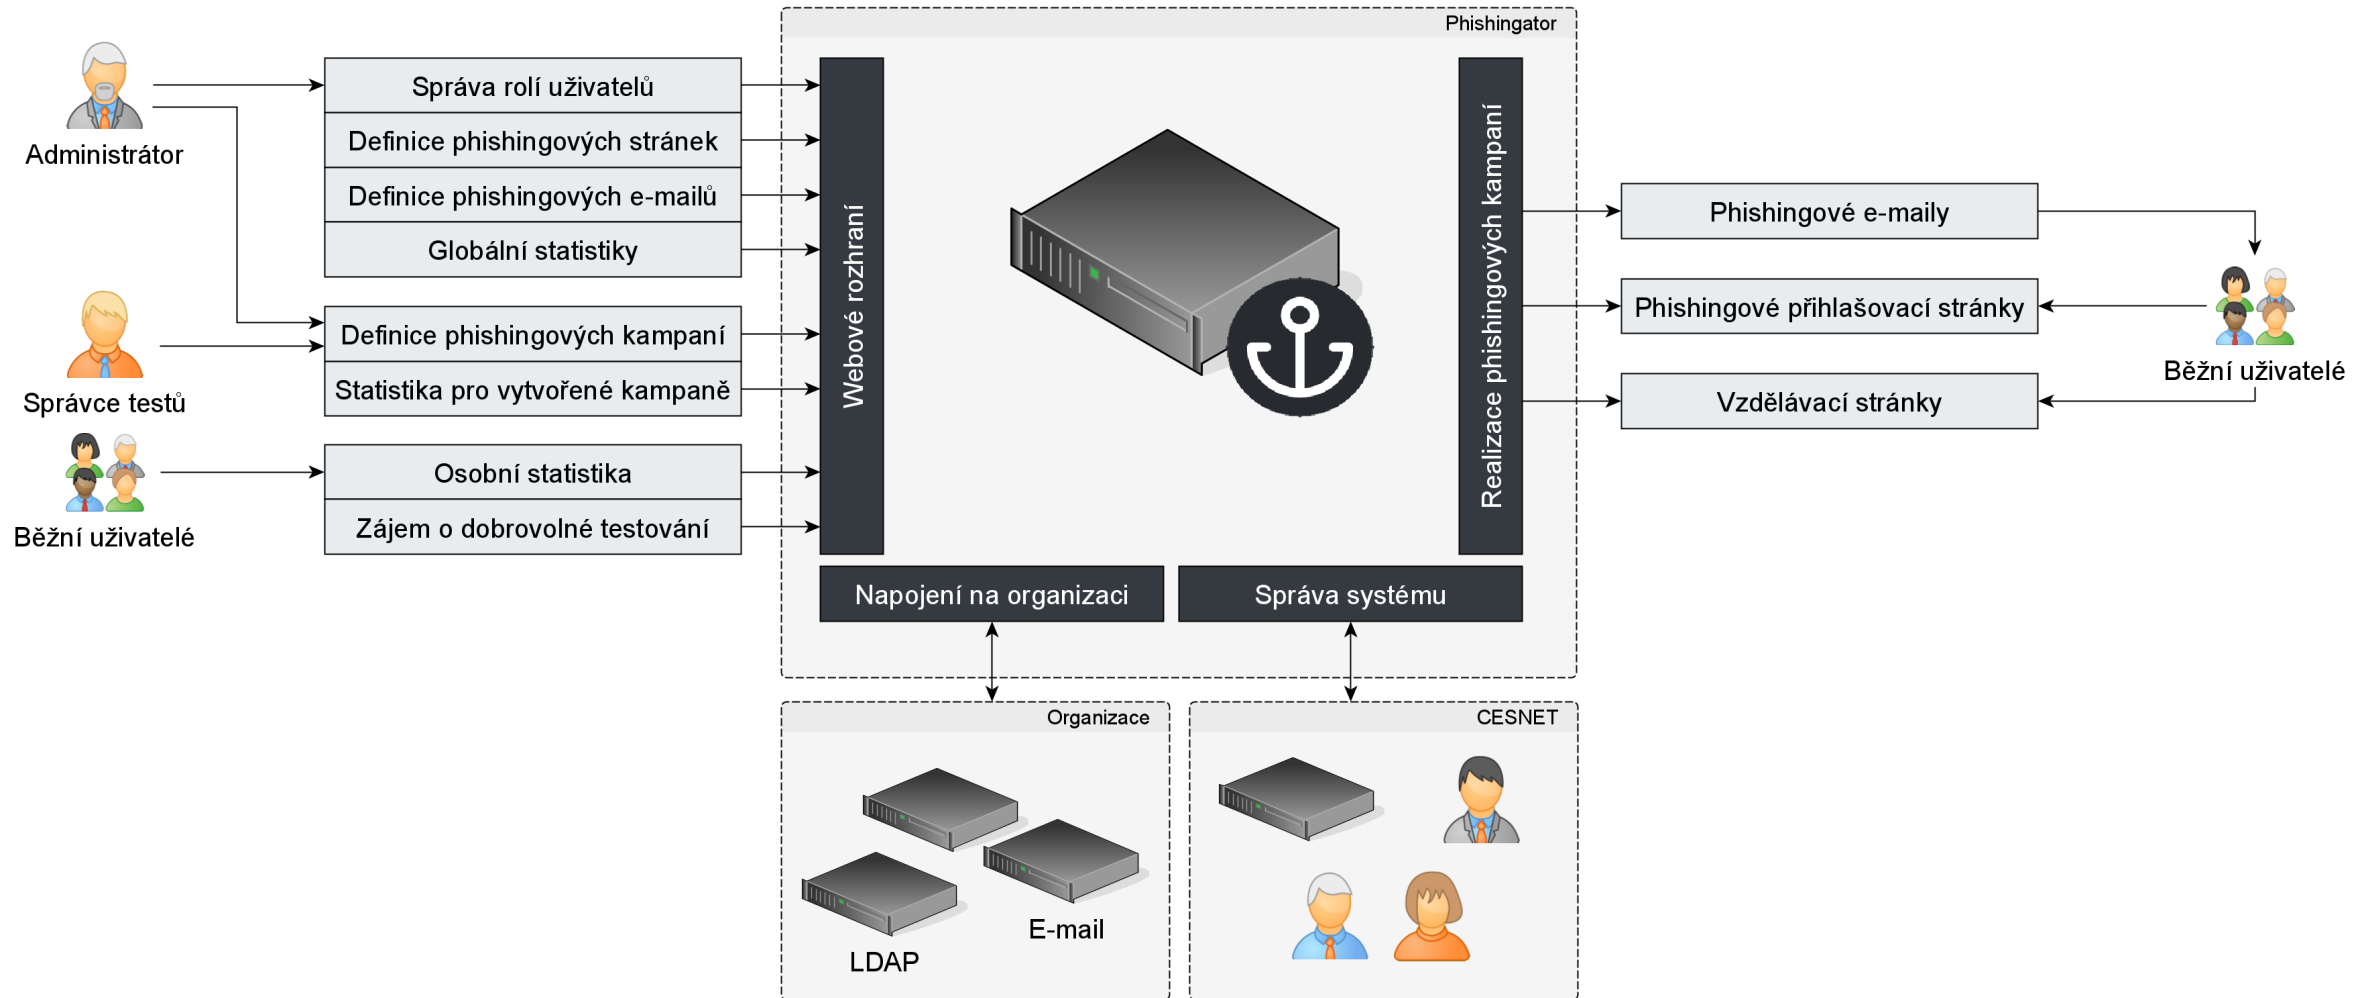 Phishingator
Administrátor
Správa rolí uživatelů
Definice phishingových stránek
Definice phishingových e-mailů
Globální statistiky
Správce testů
Definice phishingových kampaní
Statistika pro vytvořené kampaně
Běžní uživatelé
Osobní statistika
Zájem o dobrovolné testování
Webové rozhraní
Realizace phishingových kampaní
Phishingové e-maily
Phishingové přihlašovací stránky
Vzdělávací stránky
Běžní uživatelé
Napojení na organizaci
Správa systému
Organizace
LDAP
E-mail
CESNET